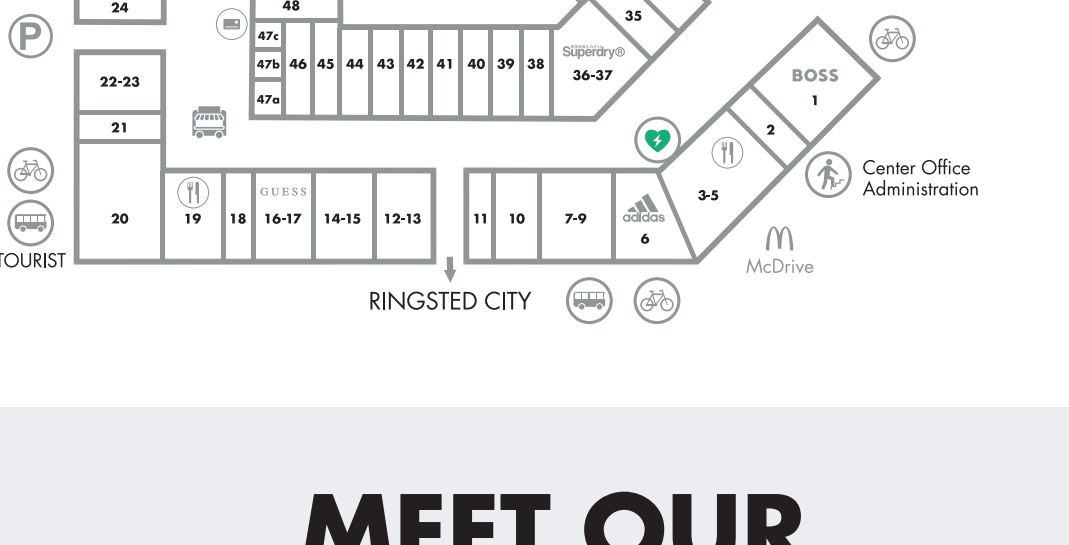 24
48
35
P
47c
47b
47a
46
45
44
43
42
41
40
39
38
Superdry®
36-37
BOSS
1
22-23
21
2
3-5
Center Office
Administration
20
19
18
GUESS
16-17
14-15
12-13
11
10
7-9
adidas
6
McDrive
TOURIST
RINGSTED CITY
MEET OUR